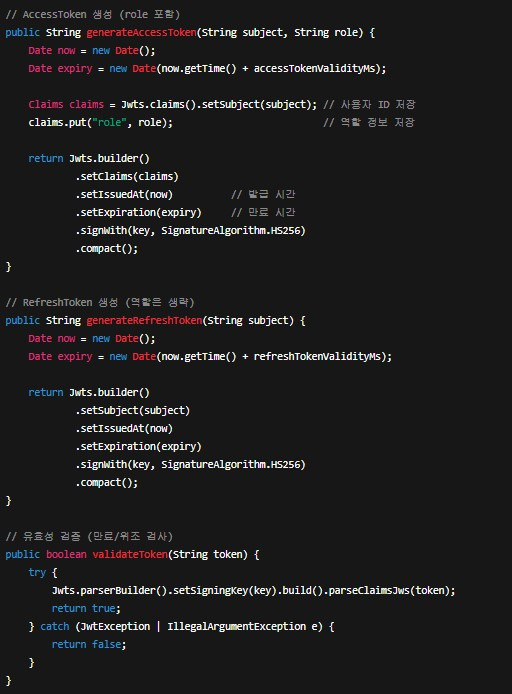 // AccessToken 생성 (role 포함)
public String generateAccessToken(String subject, String role) {
    Date now = new Date();
    Date expiry = new Date(now.getTime() + accessTokenValidityMs);

    Claims claims = Jwts.claims().setSubject(subject); // 사용자 ID 저장
    claims.put("role", role);                          // 역할 정보 저장

    return Jwts.builder()
            .setClaims(claims)
            .setIssuedAt(now)          // 발급 시간
            .setExpiration(expiry)     // 만료 시간
            .signWith(key, SignatureAlgorithm.HS256)
            .compact();
}

// RefreshToken 생성 (역할은 생략)
public String generateRefreshToken(String subject) {
    Date now = new Date();
    Date expiry = new Date(now.getTime() + refreshTokenValidityMs);

    return Jwts.builder()
            .setSubject(subject)
            .setIssuedAt(now)
            .setExpiration(expiry)
            .signWith(key, SignatureAlgorithm.HS256)
            .compact();
}

// 유효성 검증 (만료/위조 검사)
public boolean validateToken(String token) {
    try {
        Jwts.parserBuilder().setSigningKey(key).build().parseClaimsJws(token);
        return true;
    } catch (JwtException | IllegalArgumentException e) {
        return false;
    }
}